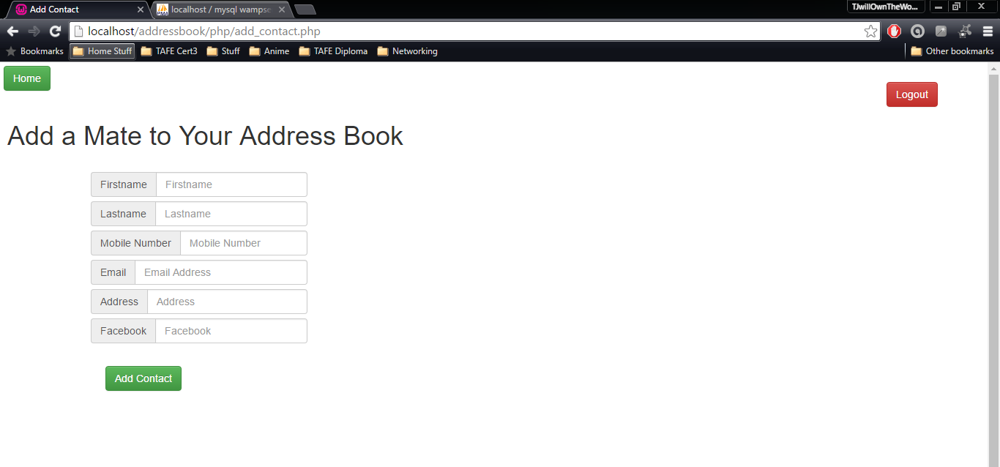 Add Contact
localhost / mysql wampse
TJwillOwnTheWo...
localhost/addressbook/php/add_contact.php
Bookmarks Home Stuff TAFE Cert3 Stuff Anime TAFE Diploma Networking Other bookmarks
Home
Logout
Add a Mate to Your Address Book
Firstname Firstname
Lastname Lastname
Mobile Number Mobile Number
Email Email Address
Address Address
Facebook Facebook
Add Contact